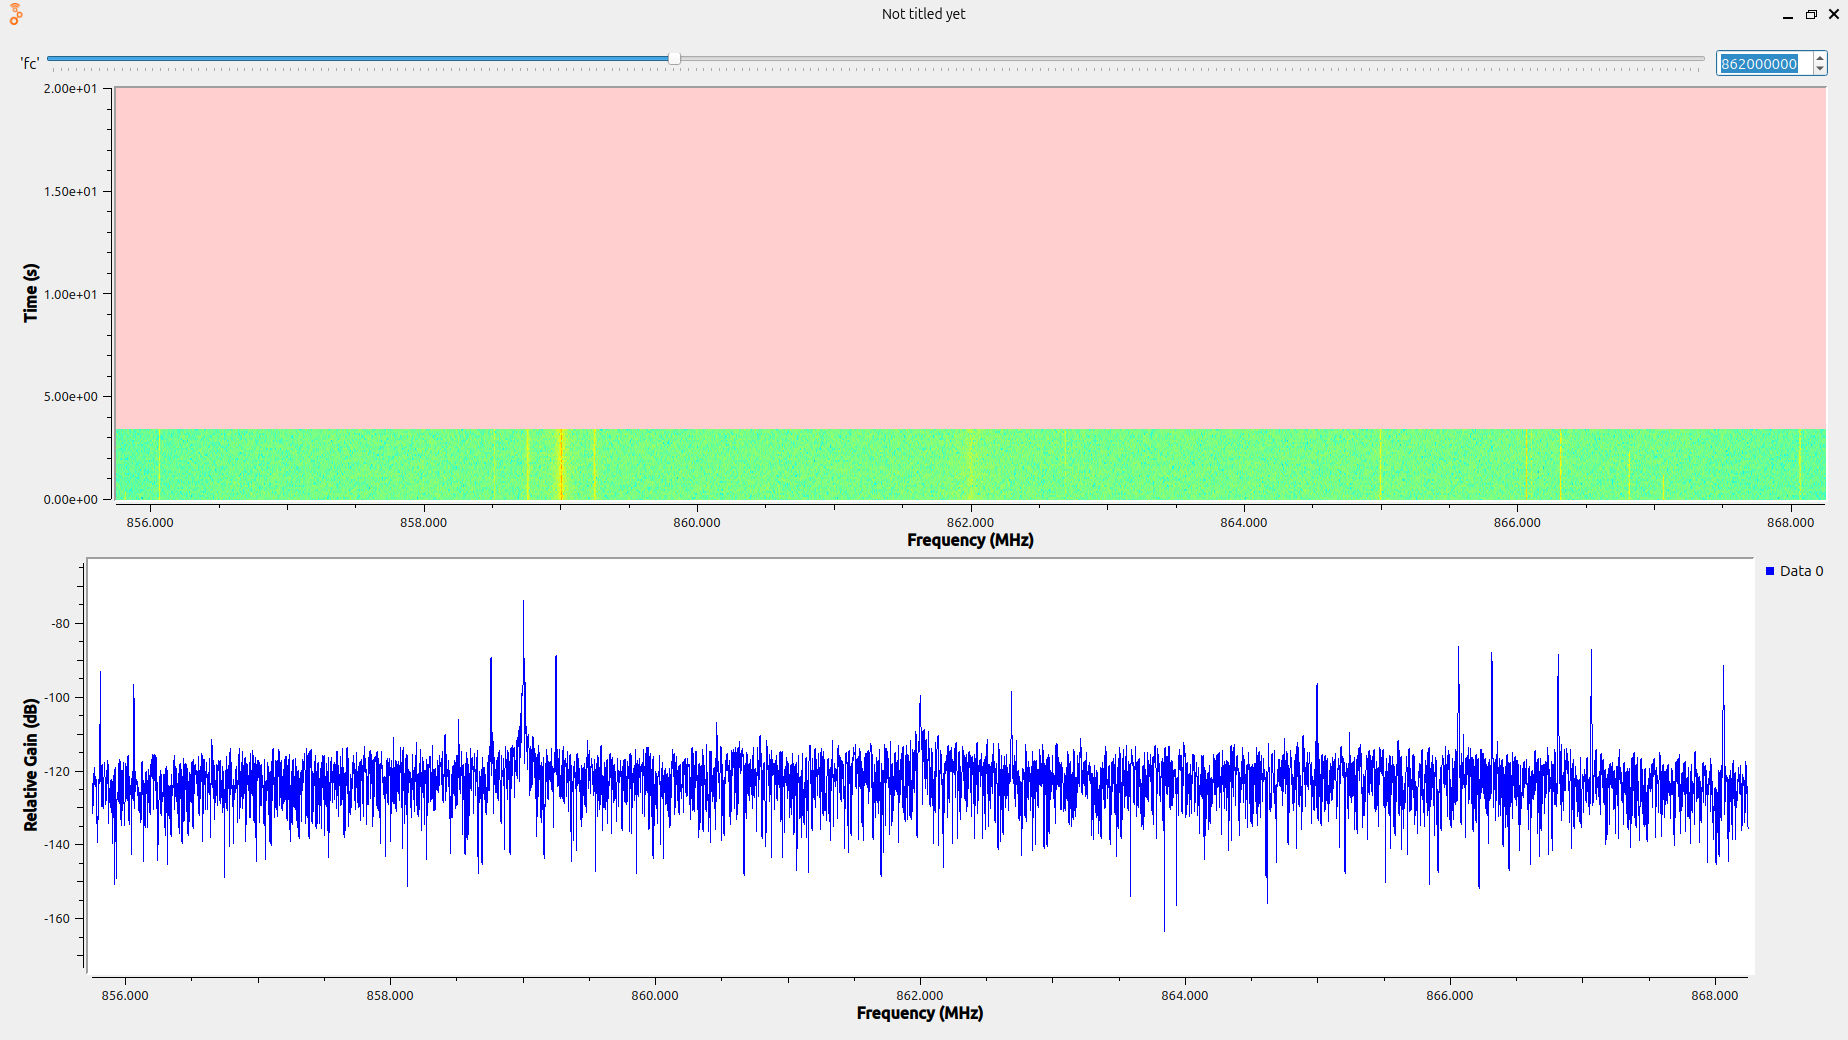 Not titled yet
'fc'
862000000
2.00e+01
1.50e+01
1.00e+01
5.00e+00
0.00e+00
Time (s)
856.000 858.000 860.000 862.000 864.000 866.000 868.000
Frequency (MHz)
Data 0
-80
-100
-120
-140
-160
Relative Gain (dB)
856.000 858.000 860.000 862.000 864.000 866.000 868.000
Frequency (MHz)